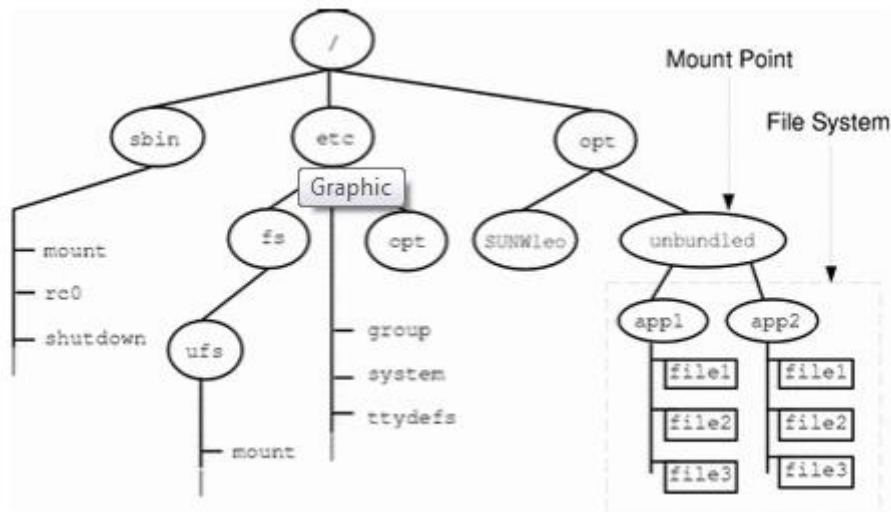 /
Mount Point
File System
sbin
etc
opt
Graphic
fs
opt
SUNWleo
unbundled
mount
rc0
shutdown
ufs
group
system
ttydefs
mount
app1
app2
file1
file1
file2
file2
file3
file3